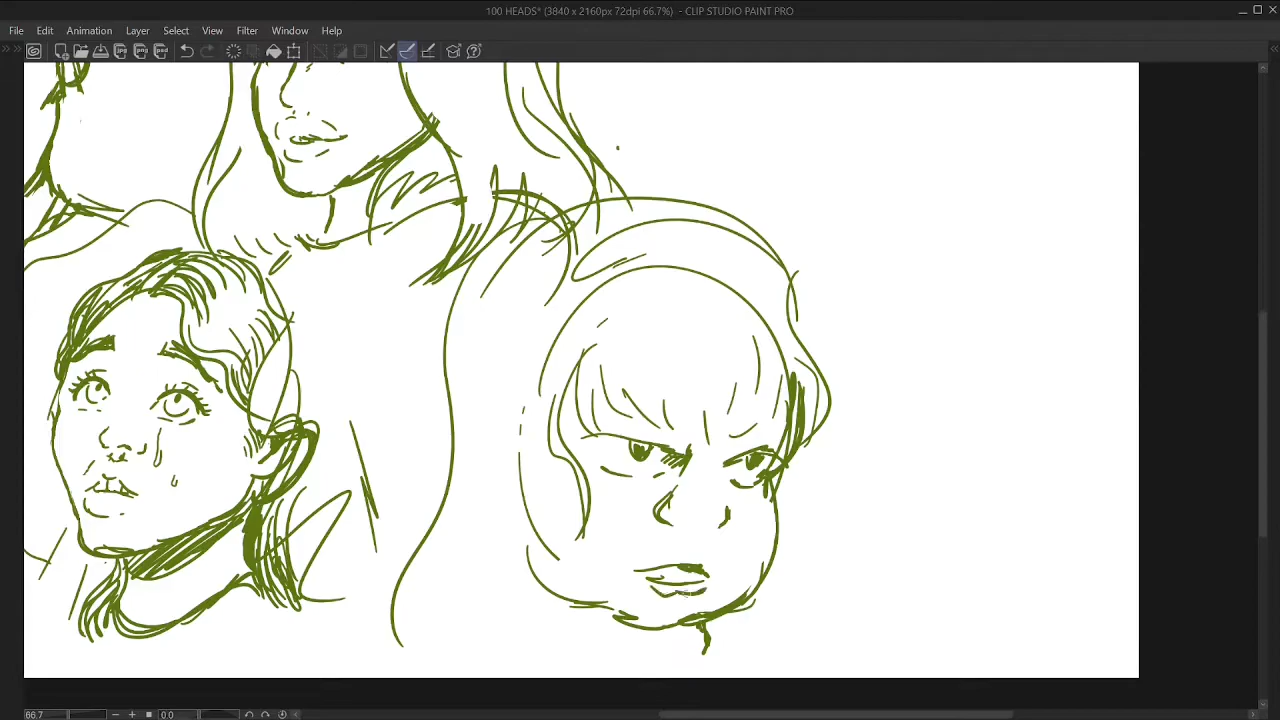 100 HEADS* (3840 x 2160px 72dpi 66.7%) - CLIP STUDIO PAINT PRO
File Edit Animation Layer Select View Filter Window Help
66.7 0.0